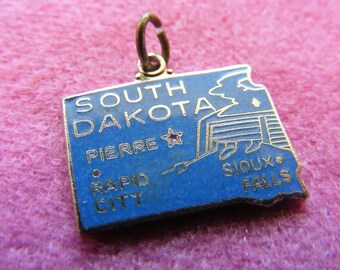 SOUTH
DAKOTA
PIERRE
RAPID
CITY
SIOUX
FALLS